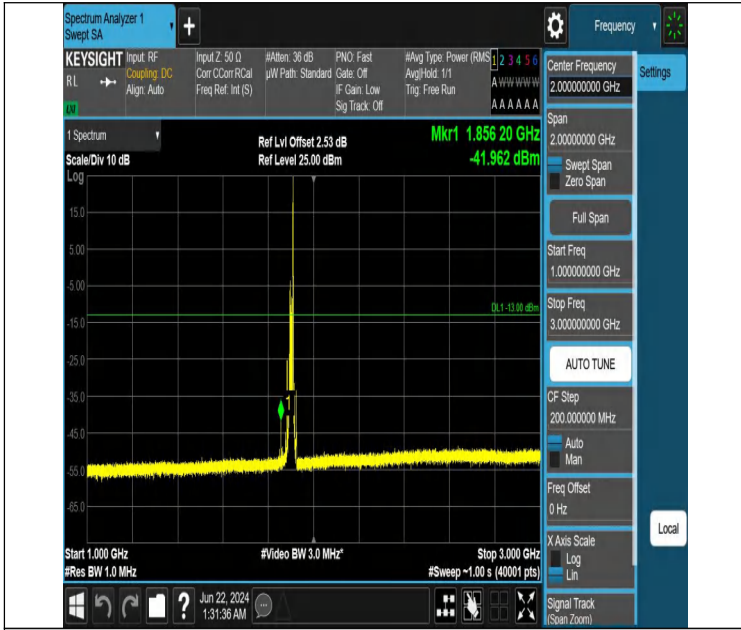 Spectrum Analyzer 1
Swept SA
+
Frequency
KEYSIGHT
RL
Input: RF
Coupling: DC
Align: Auto
Input Z: 50 Ω
Corr CCorr RCal
Freq Ref: Int (S)
#Atten: 36 dB
µW Path: Standard
PNO: Fast
Gate: Off
IF Gain: Low
Sig Track: Off
#Avg Type: Power (RMS
Avg|Hold: 1/1
Trig: Free Run
1 2 3 4 5 6
A W W W W W
A A A A A A
1 Spectrum
Scale/Div 10 dB
Log
Ref Lvl Offset 2.53 dB
Ref Level 25.00 dBm
Mkr1 1.856 20 GHz
-41.962 dBm
15.0
5.00
-5.00
DL1 -13.00 dBm
-15.0
-25.0
-35.0
1
-45.0
-55.0
-65.0
Start 1.000 GHz
#Res BW 1.0 MHz
#Video BW 3.0 MHz*
Stop 3.000 GHz
#Sweep ~1.00 s (40001 pts)
Center Frequency
2.000000000 GHz
Settings
Span
2.00000000 GHz
Swept Span
Zero Span
Full Span
Start Freq
1.000000000 GHz
Stop Freq
3.000000000 GHz
AUTO TUNE
CF Step
200.000000 MHz
Auto
Man
Freq Offset
0 Hz
X Axis Scale
Log
Lin
Local
Signal Track
(Span Zoom)
?
Jun 22, 2024
1:31:36 AM